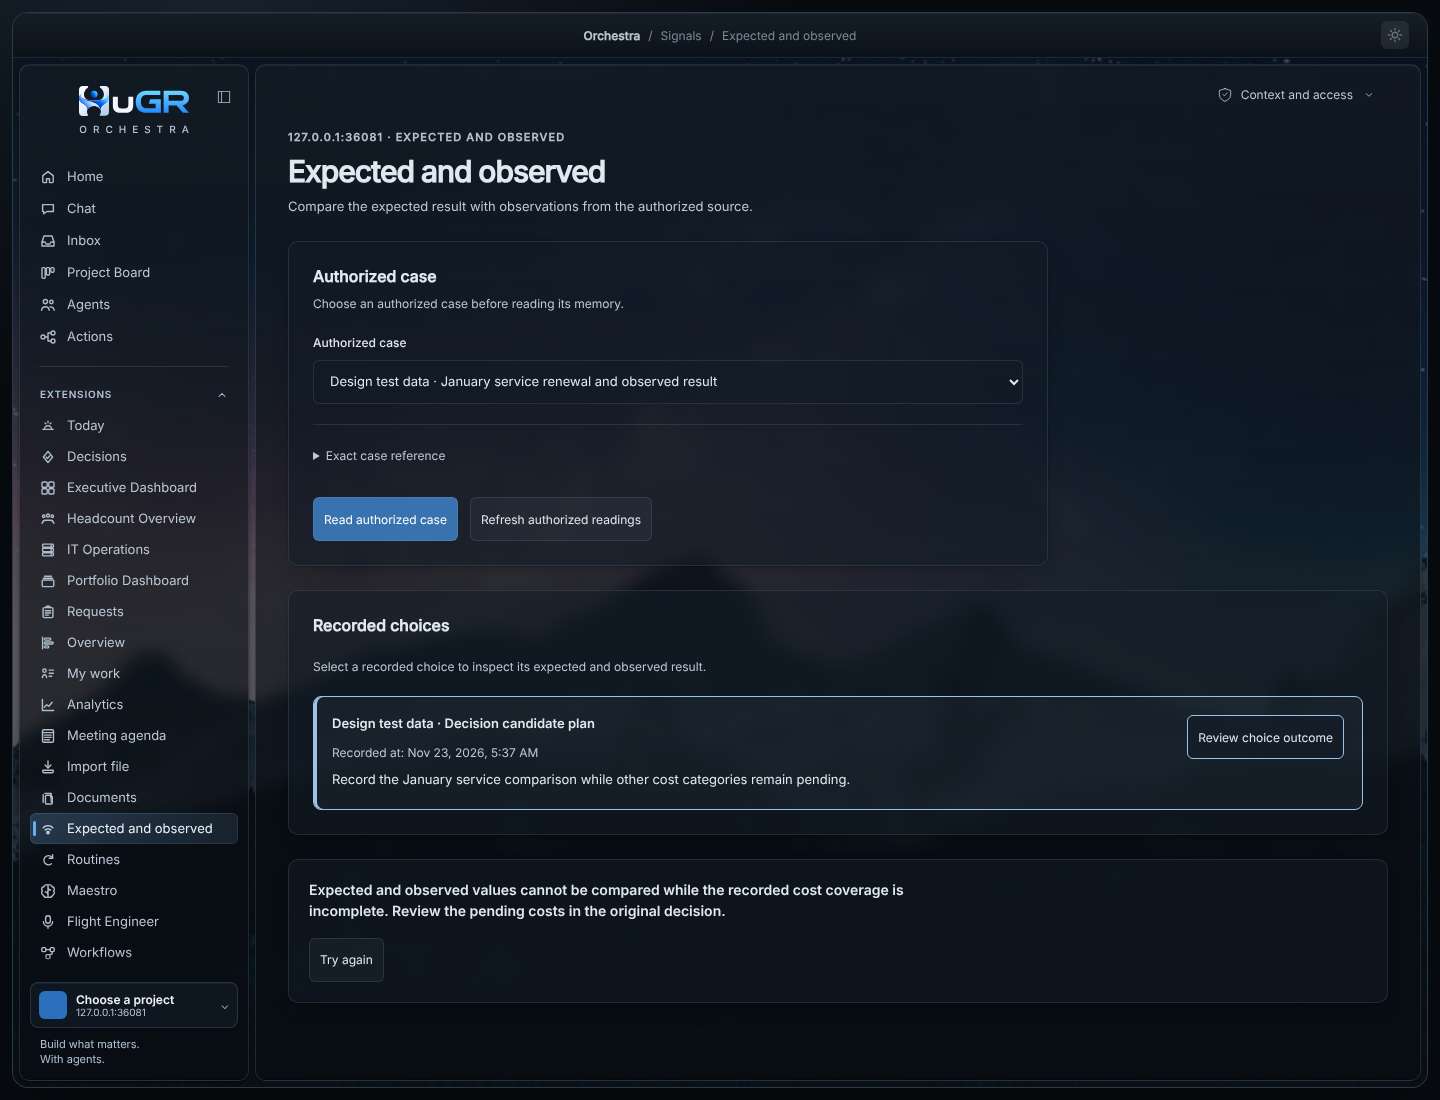 Orchestra / Signals / Expected and observed
HuGR
ORCHESTRA
Home
Chat
Inbox
Project Board
Agents
Actions
EXTENSIONS
Today
Decisions
Executive Dashboard
Headcount Overview
IT Operations
Portfolio Dashboard
Requests
Overview
My work
Analytics
Meeting agenda
Import file
Documents
Expected and observed
Routines
Maestro
Flight Engineer
Workflows
Choose a project
127.0.0.1:36081
Build what matters.
With agents.
Context and access
127.0.0.1:36081 · EXPECTED AND OBSERVED
Expected and observed
Compare the expected result with observations from the authorized source.
Authorized case
Choose an authorized case before reading its memory.
Authorized case
Design test data · January service renewal and observed result
Exact case reference
Read authorized case
Refresh authorized readings
Recorded choices
Select a recorded choice to inspect its expected and observed result.
Design test data · Decision candidate plan
Recorded at: Nov 23, 2026, 5:37 AM
Record the January service comparison while other cost categories remain pending.
Review choice outcome
Expected and observed values cannot be compared while the recorded cost coverage is
incomplete. Review the pending costs in the original decision.
Try again